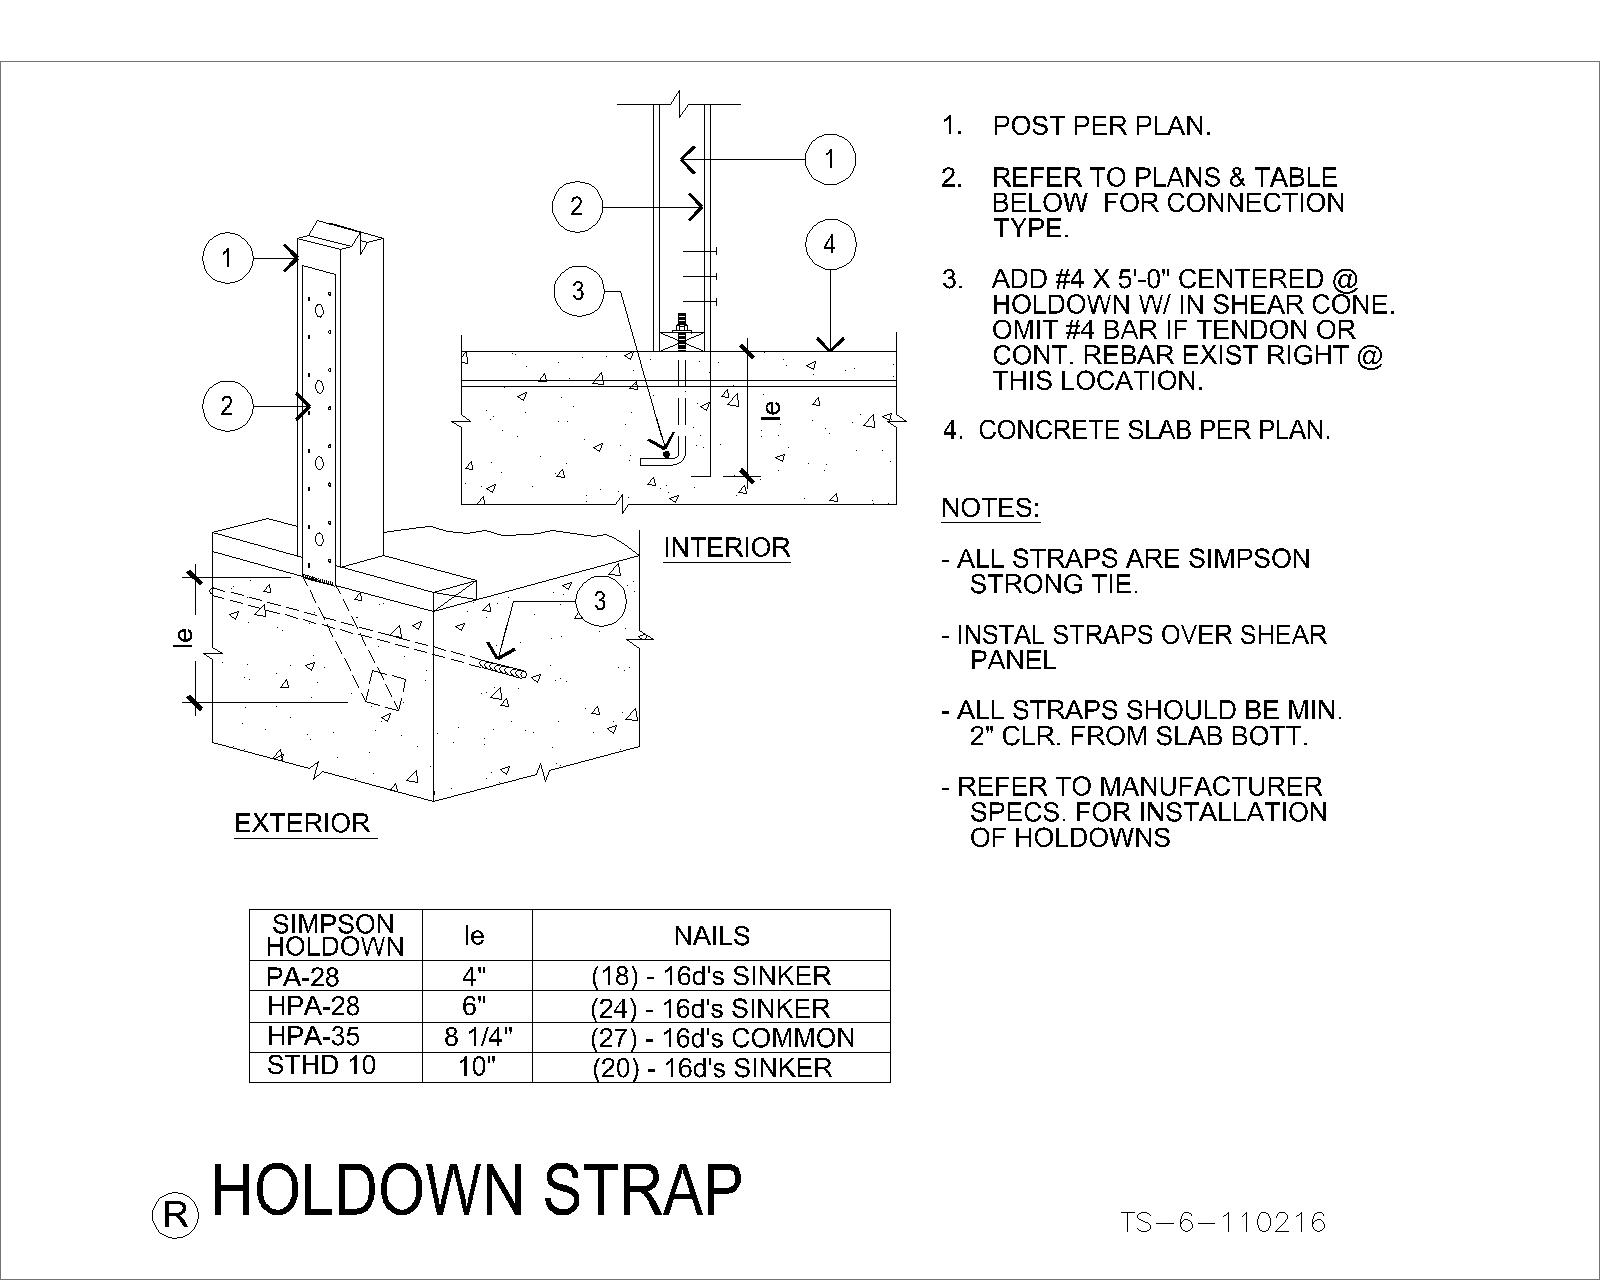 1
2
3
4
le
INTERIOR
1
2
3
le
EXTERIOR
1. POST PER PLAN.
2. REFER TO PLANS & TABLE
BELOW FOR CONNECTION
TYPE.
3. ADD #4 X 5'-0" CENTERED @
HOLDOWN W/ IN SHEAR CONE.
OMIT #4 BAR IF TENDON OR
CONT. REBAR EXIST RIGHT @
THIS LOCATION.
4. CONCRETE SLAB PER PLAN.
NOTES:
- ALL STRAPS ARE SIMPSON
STRONG TIE.
- INSTAL STRAPS OVER SHEAR
PANEL
- ALL STRAPS SHOULD BE MIN.
2" CLR. FROM SLAB BOTT.
- REFER TO MANUFACTURER
SPECS. FOR INSTALLATION
OF HOLDOWNS
SIMPSON
HOLDOWN le NAILS
PA-28 4" (18) - 16d's SINKER
HPA-28 6" (24) - 16d's SINKER
HPA-35 8 1/4" (27) - 16d's COMMON
STHD 10 10" (20) - 16d's SINKER
R HOLDOWN STRAP
TS-6-110216